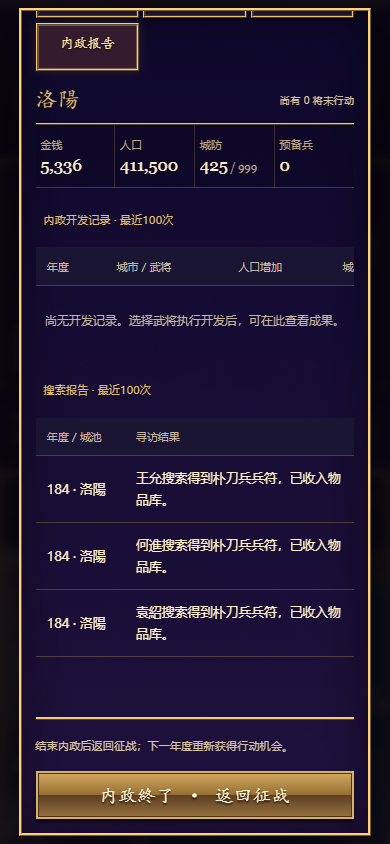 内政报告
洛陽
尚有 0 将未行动
金钱 人口 城防 预备兵
5,336 411,500 425 / 999 0
内政开发记录 · 最近100次
年度 城市 / 武将 人口增加 城
尚无开发记录。选择武将执行开发后，可在此查看成果。
搜索报告 · 最近100次
年度 / 城池 寻访结果
184 · 洛陽 王允搜索得到朴刀兵兵符，已收入物
品库。
184 · 洛陽 何進搜索得到朴刀兵兵符，已收入物
品库。
184 · 洛陽 袁紹搜索得到朴刀兵兵符，已收入物
品库。
结束内政后返回征战；下一年度重新获得行动机会。
内政終了 · 返回征战